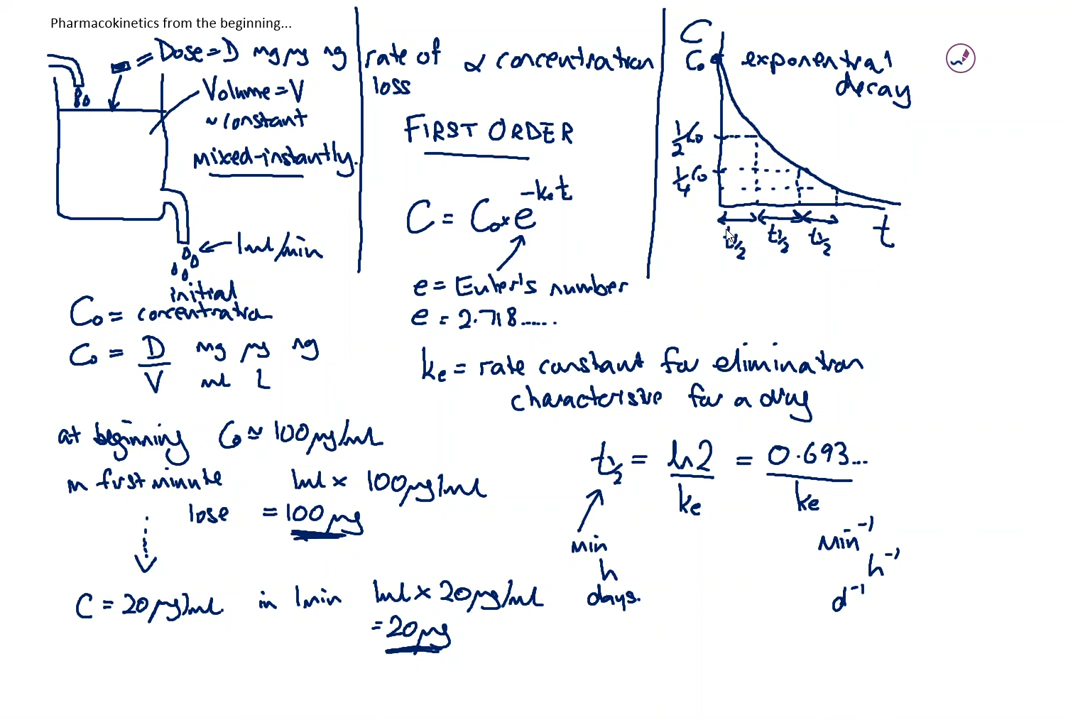 Pharmacokinetics from the beginning...
= Dose = D mg μg ng
Volume = V
~ constant
mixed-instantly.
1ml/min
C₀ = initial concentration
C₀ = D/V mg μg ng
ml L
at beginning C₀ ≈ 100μg/ml
in first minute 1ml × 100μg/ml
lose = 100μg
C = 20μg/ml in 1min 1ml × 20μg/ml
= 20μg
rate of loss ∝ concentration
FIRST ORDER
C = C₀ × e^(-ke.t)
e = Euler's number
e = 2.718.....
ke = rate constant for elimination
characteristic for a drug
t½ = ln2/ke = 0.693.../ke
min
h
days.
min⁻¹
h⁻¹
d⁻¹
C
C₀ exponential
decay
½C₀
¼C₀
t½ t½ t½ t